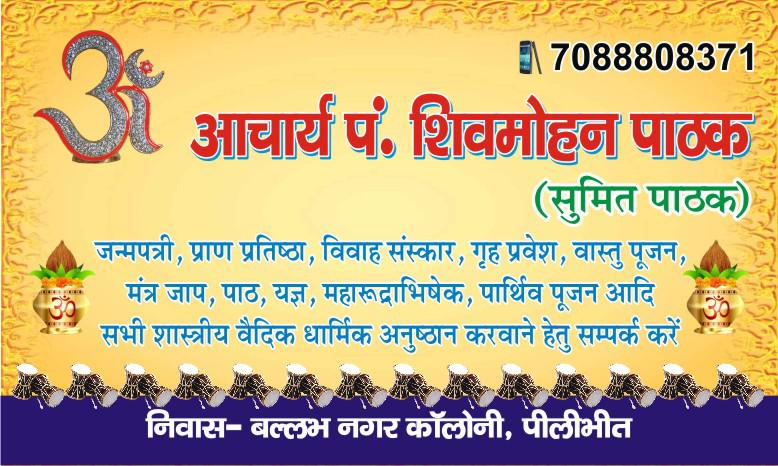 7088808371
आचार्य पं. शिवमोहन पाठक
(सुमित पाठक)
जन्मपत्री, प्राण प्रतिष्ठा, विवाह संस्कार, गृह प्रवेश, वास्तु पूजन,
मंत्र जाप, पाठ, यज्ञ, महारूद्राभिषेक, पार्थिव पूजन आदि
सभी शास्त्रीय वैदिक धार्मिक अनुष्ठान करवाने हेतु सम्पर्क करें
निवास- बल्लभ नगर कॉलोनी, पीलीभीत